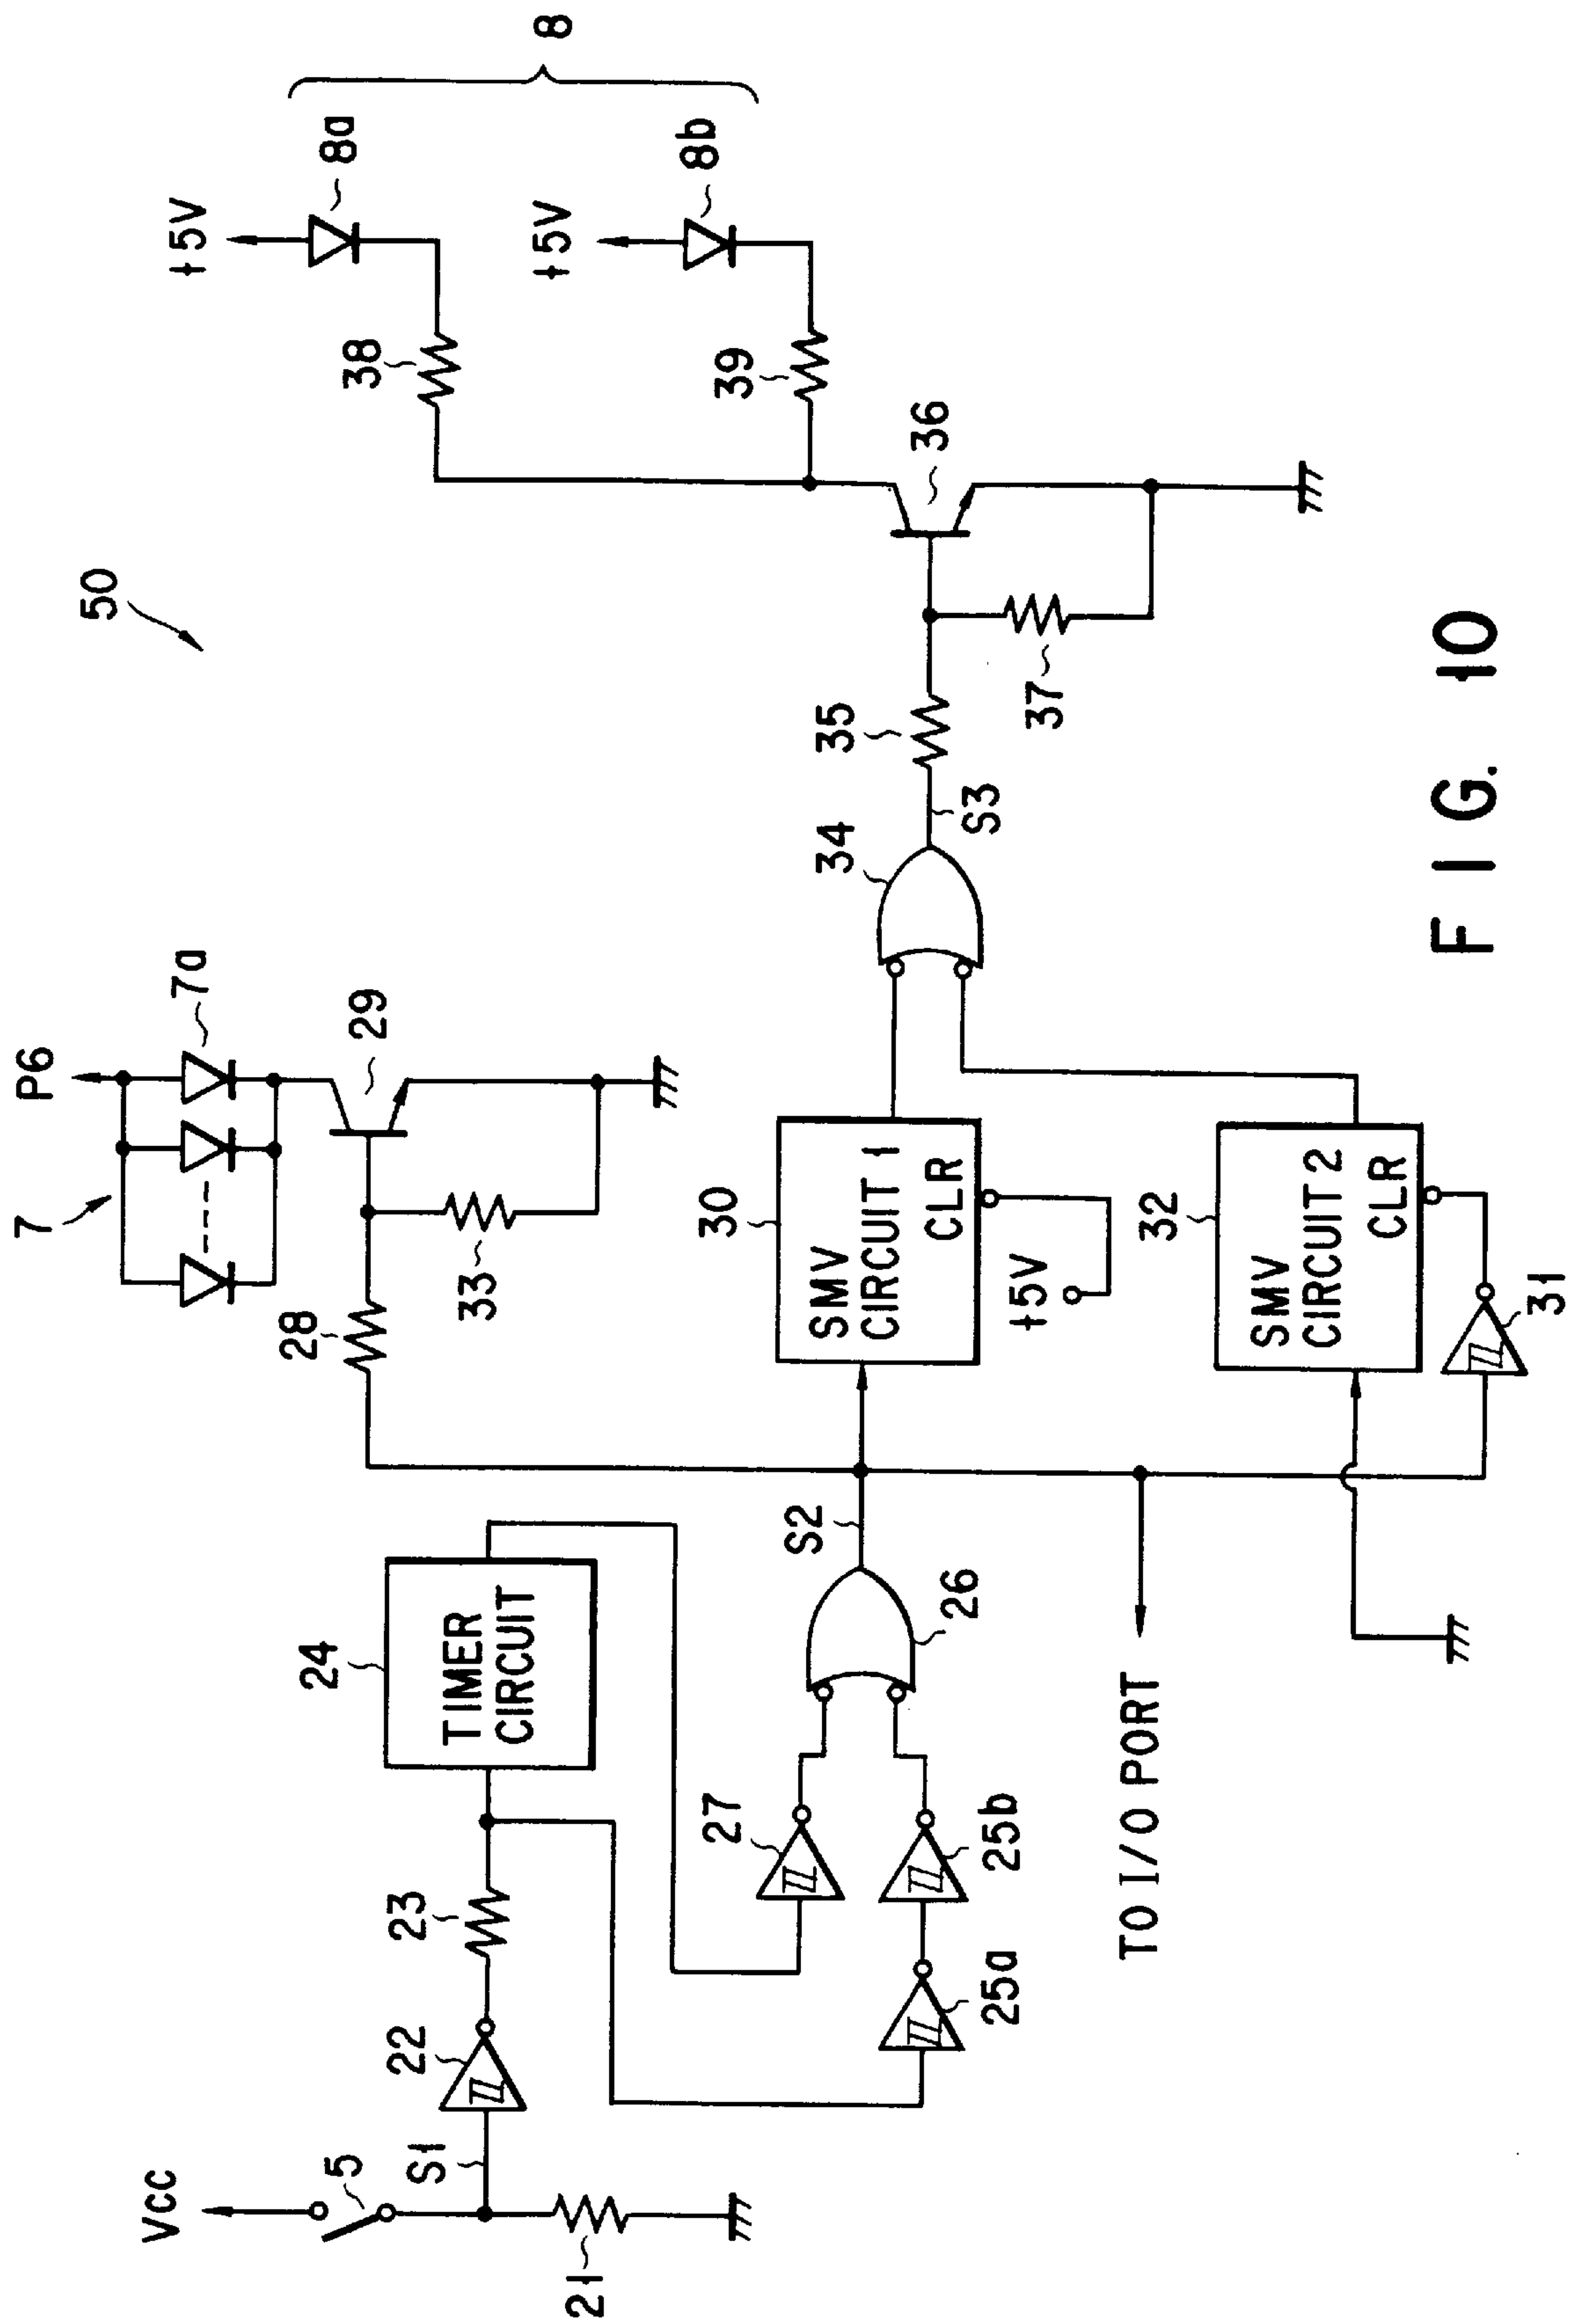 50
VCC
5
S1
21
22
23
24
TIMER
CIRCUIT
25a
25b
27
26
S2
TO I/O PORT
P6
7
7a
28
29
33
30
SMV
CIRCUIT 1
CLR
+5V
32
SMV
CIRCUIT 2
CLR
31
34
S3
35
36
37
+5V
8a
38
+5V
8b
39
8
FIG. 10